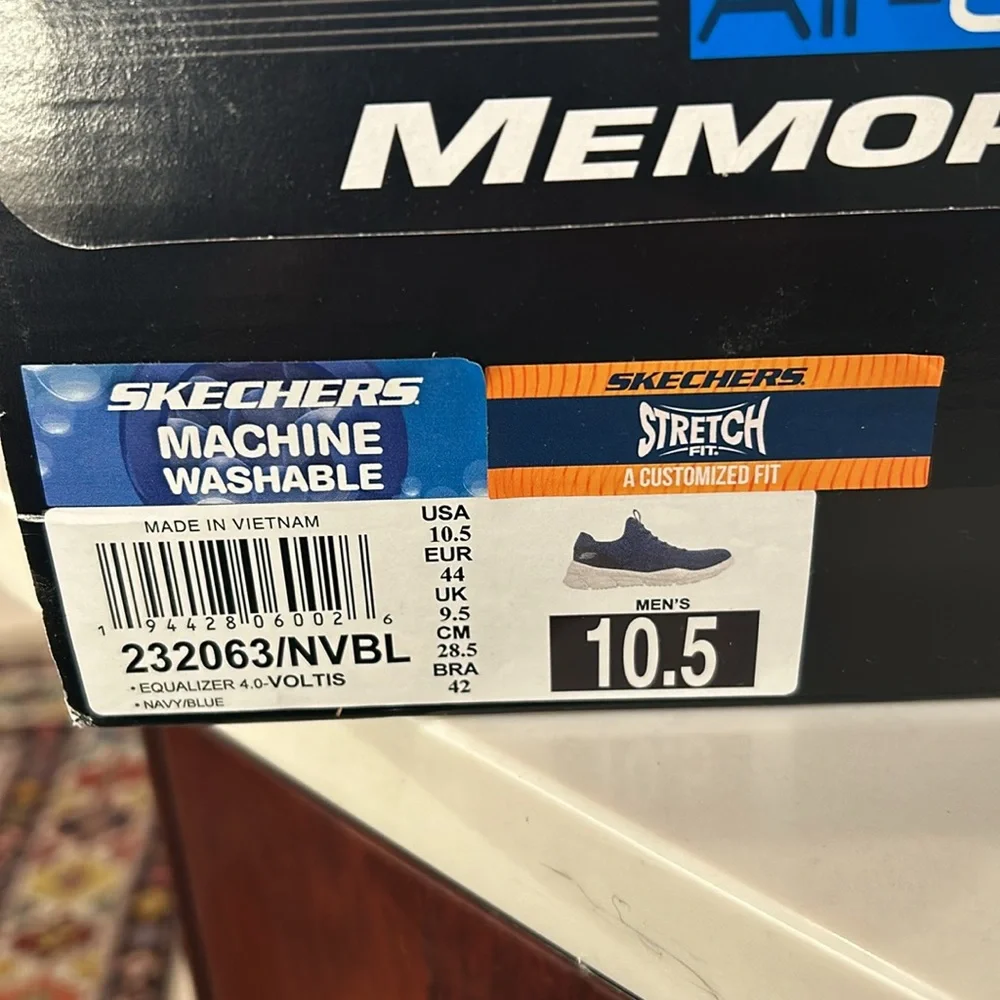 MEMOR
SKECHERS
MACHINE
WASHABLE
SKECHERS.
STRETCH
FIT.
A CUSTOMIZED FIT
MADE IN VIETNAM
1 94428 06002 6
232063/NVBL
• EQUALIZER 4.0-VOLTIS
• NAVY/BLUE
USA
10.5
EUR
44
UK
9.5
CM
28.5
BRA
42
MEN'S
10.5